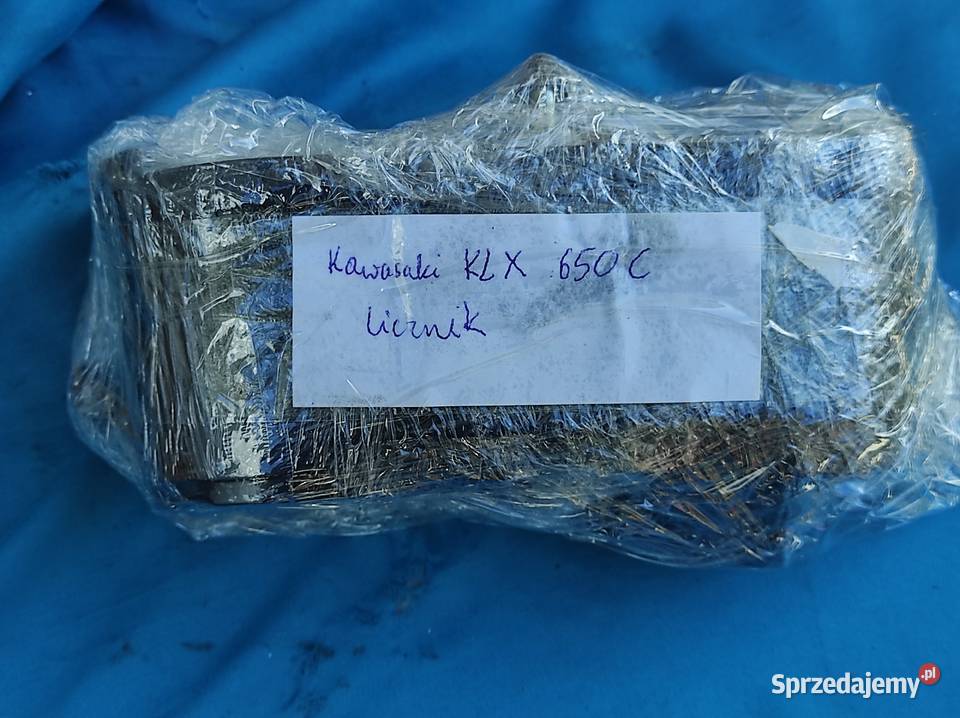 Kawasaki KLX 650C
Licznik
Sprzedajemy.pl